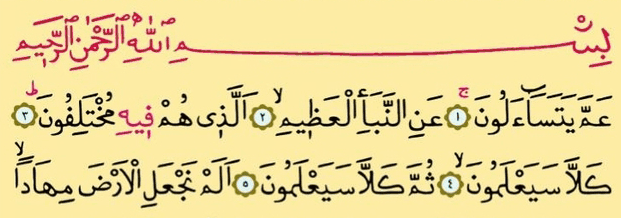 بِسْمِ اللّٰهِ الرَّحْمٰنِ الرَّحٖيمِ
عَمَّ يَتَسَٓاءَلُونَۚ ﴿١﴾ عَنِ النَّبَأِ الْعَظٖيمِۙ ﴿٢﴾ اَلَّذٖى هُمْ فٖيهِ مُخْتَلِفُونَۜ ﴿٣﴾
كَلَّا سَيَعْلَمُونَۙ ﴿٤﴾ ثُمَّ كَلَّا سَيَعْلَمُونَ ﴿٥﴾ اَلَمْ نَجْعَلِ الْاَرْضَ مِهَادًاۙ